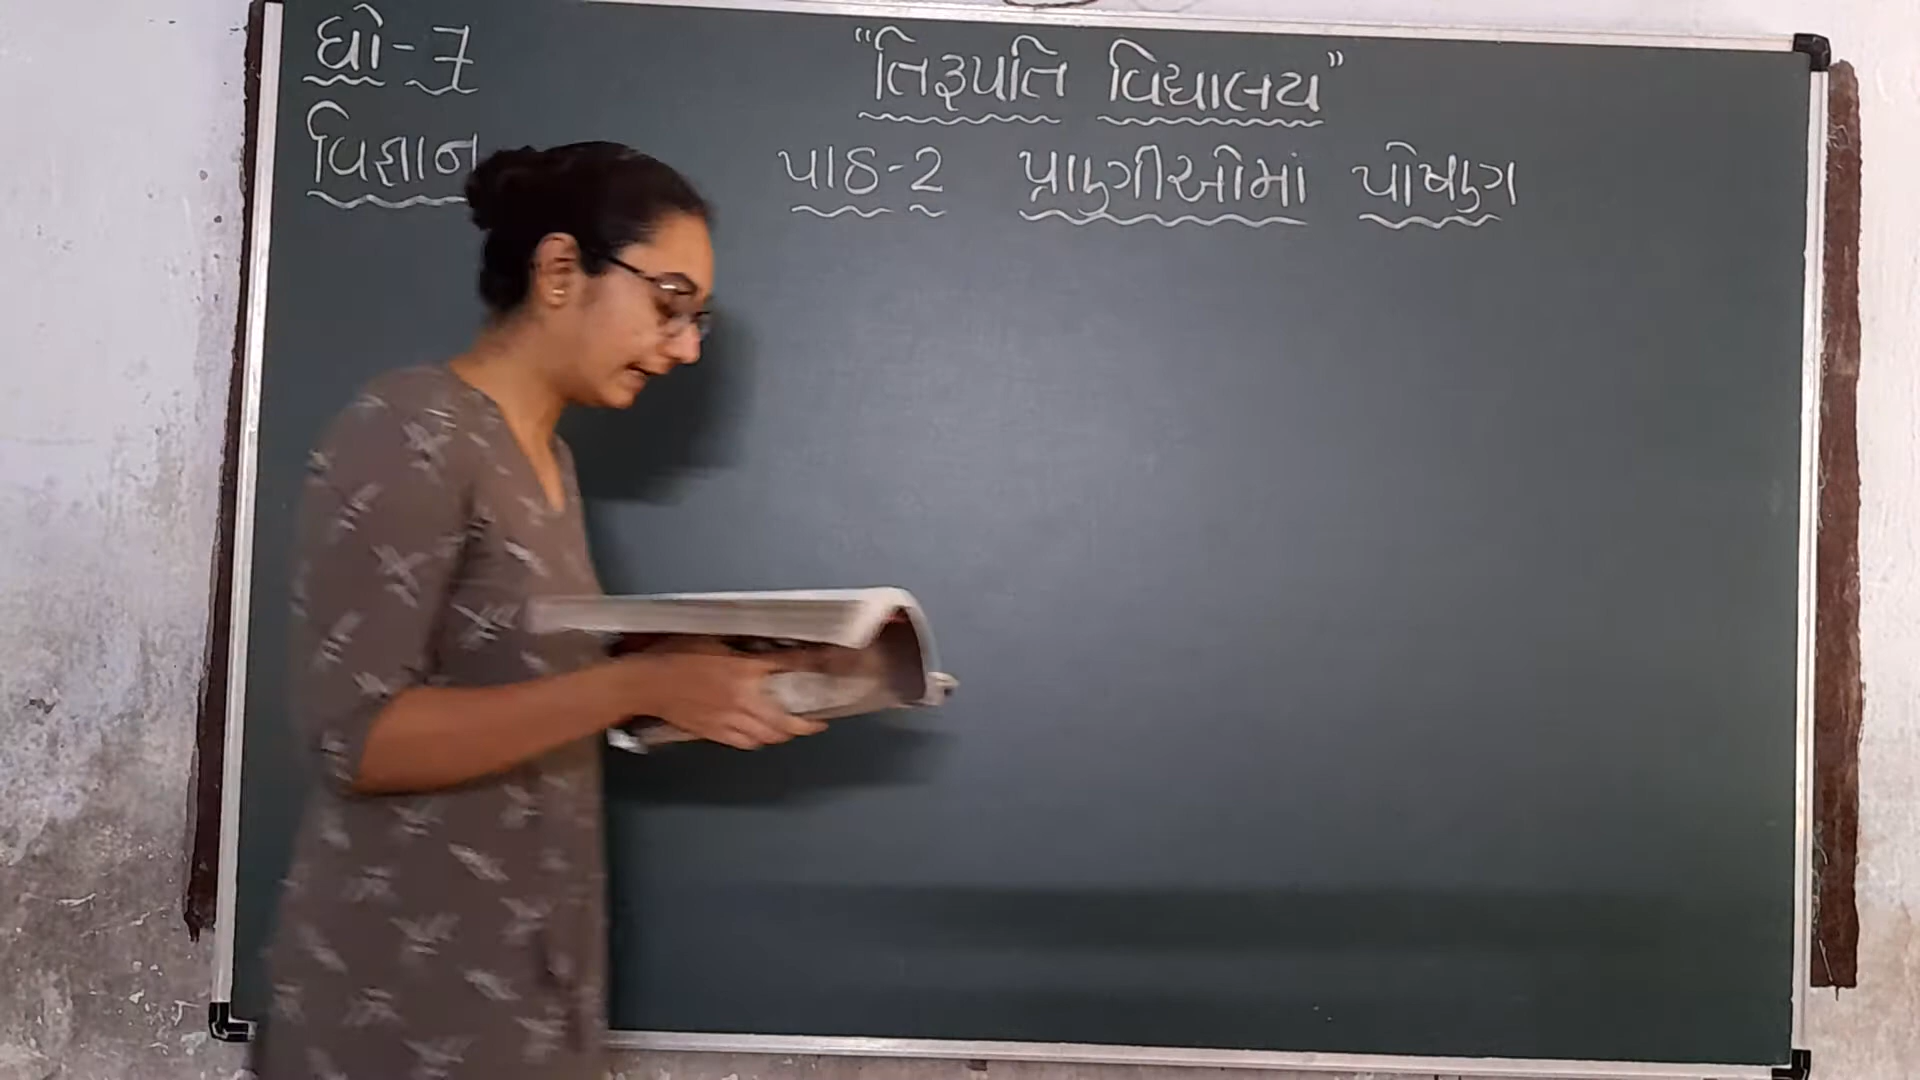 ધો-7
"તિરૂપતિ વિદ્યાલય"
વિજ્ઞાન
પાઠ-2 પ્રાણીઓમાં પોષણ